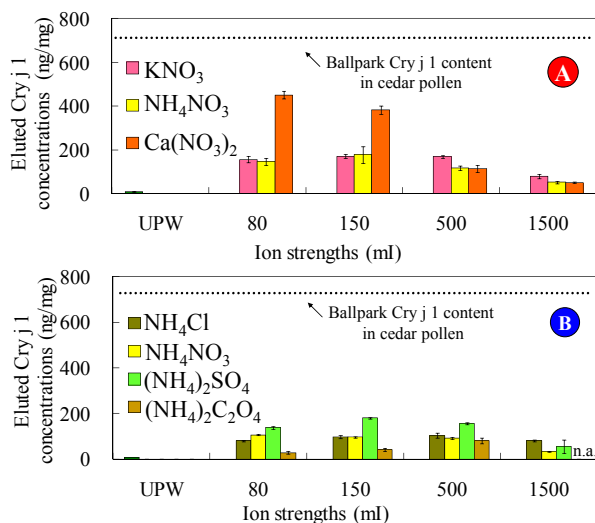 800
700
600
400
200
0
Eluted Cry j 1
concentrations (ng/mg)
KNO3
NH4NO3
Ca(NO3)2
Ballpark Cry j 1 content
in cedar pollen
A
UPW 80 150 500 1500
Ion strengths (mI)
800
600
400
200
0
Eluted Cry j 1
concentrations (ng/mg)
NH4Cl
NH4NO3
(NH4)2SO4
(NH4)2C2O4
Ballpark Cry j 1 content
in cedar pollen
B
n.a.
UPW 80 150 500 1500
Ion strengths (mI)